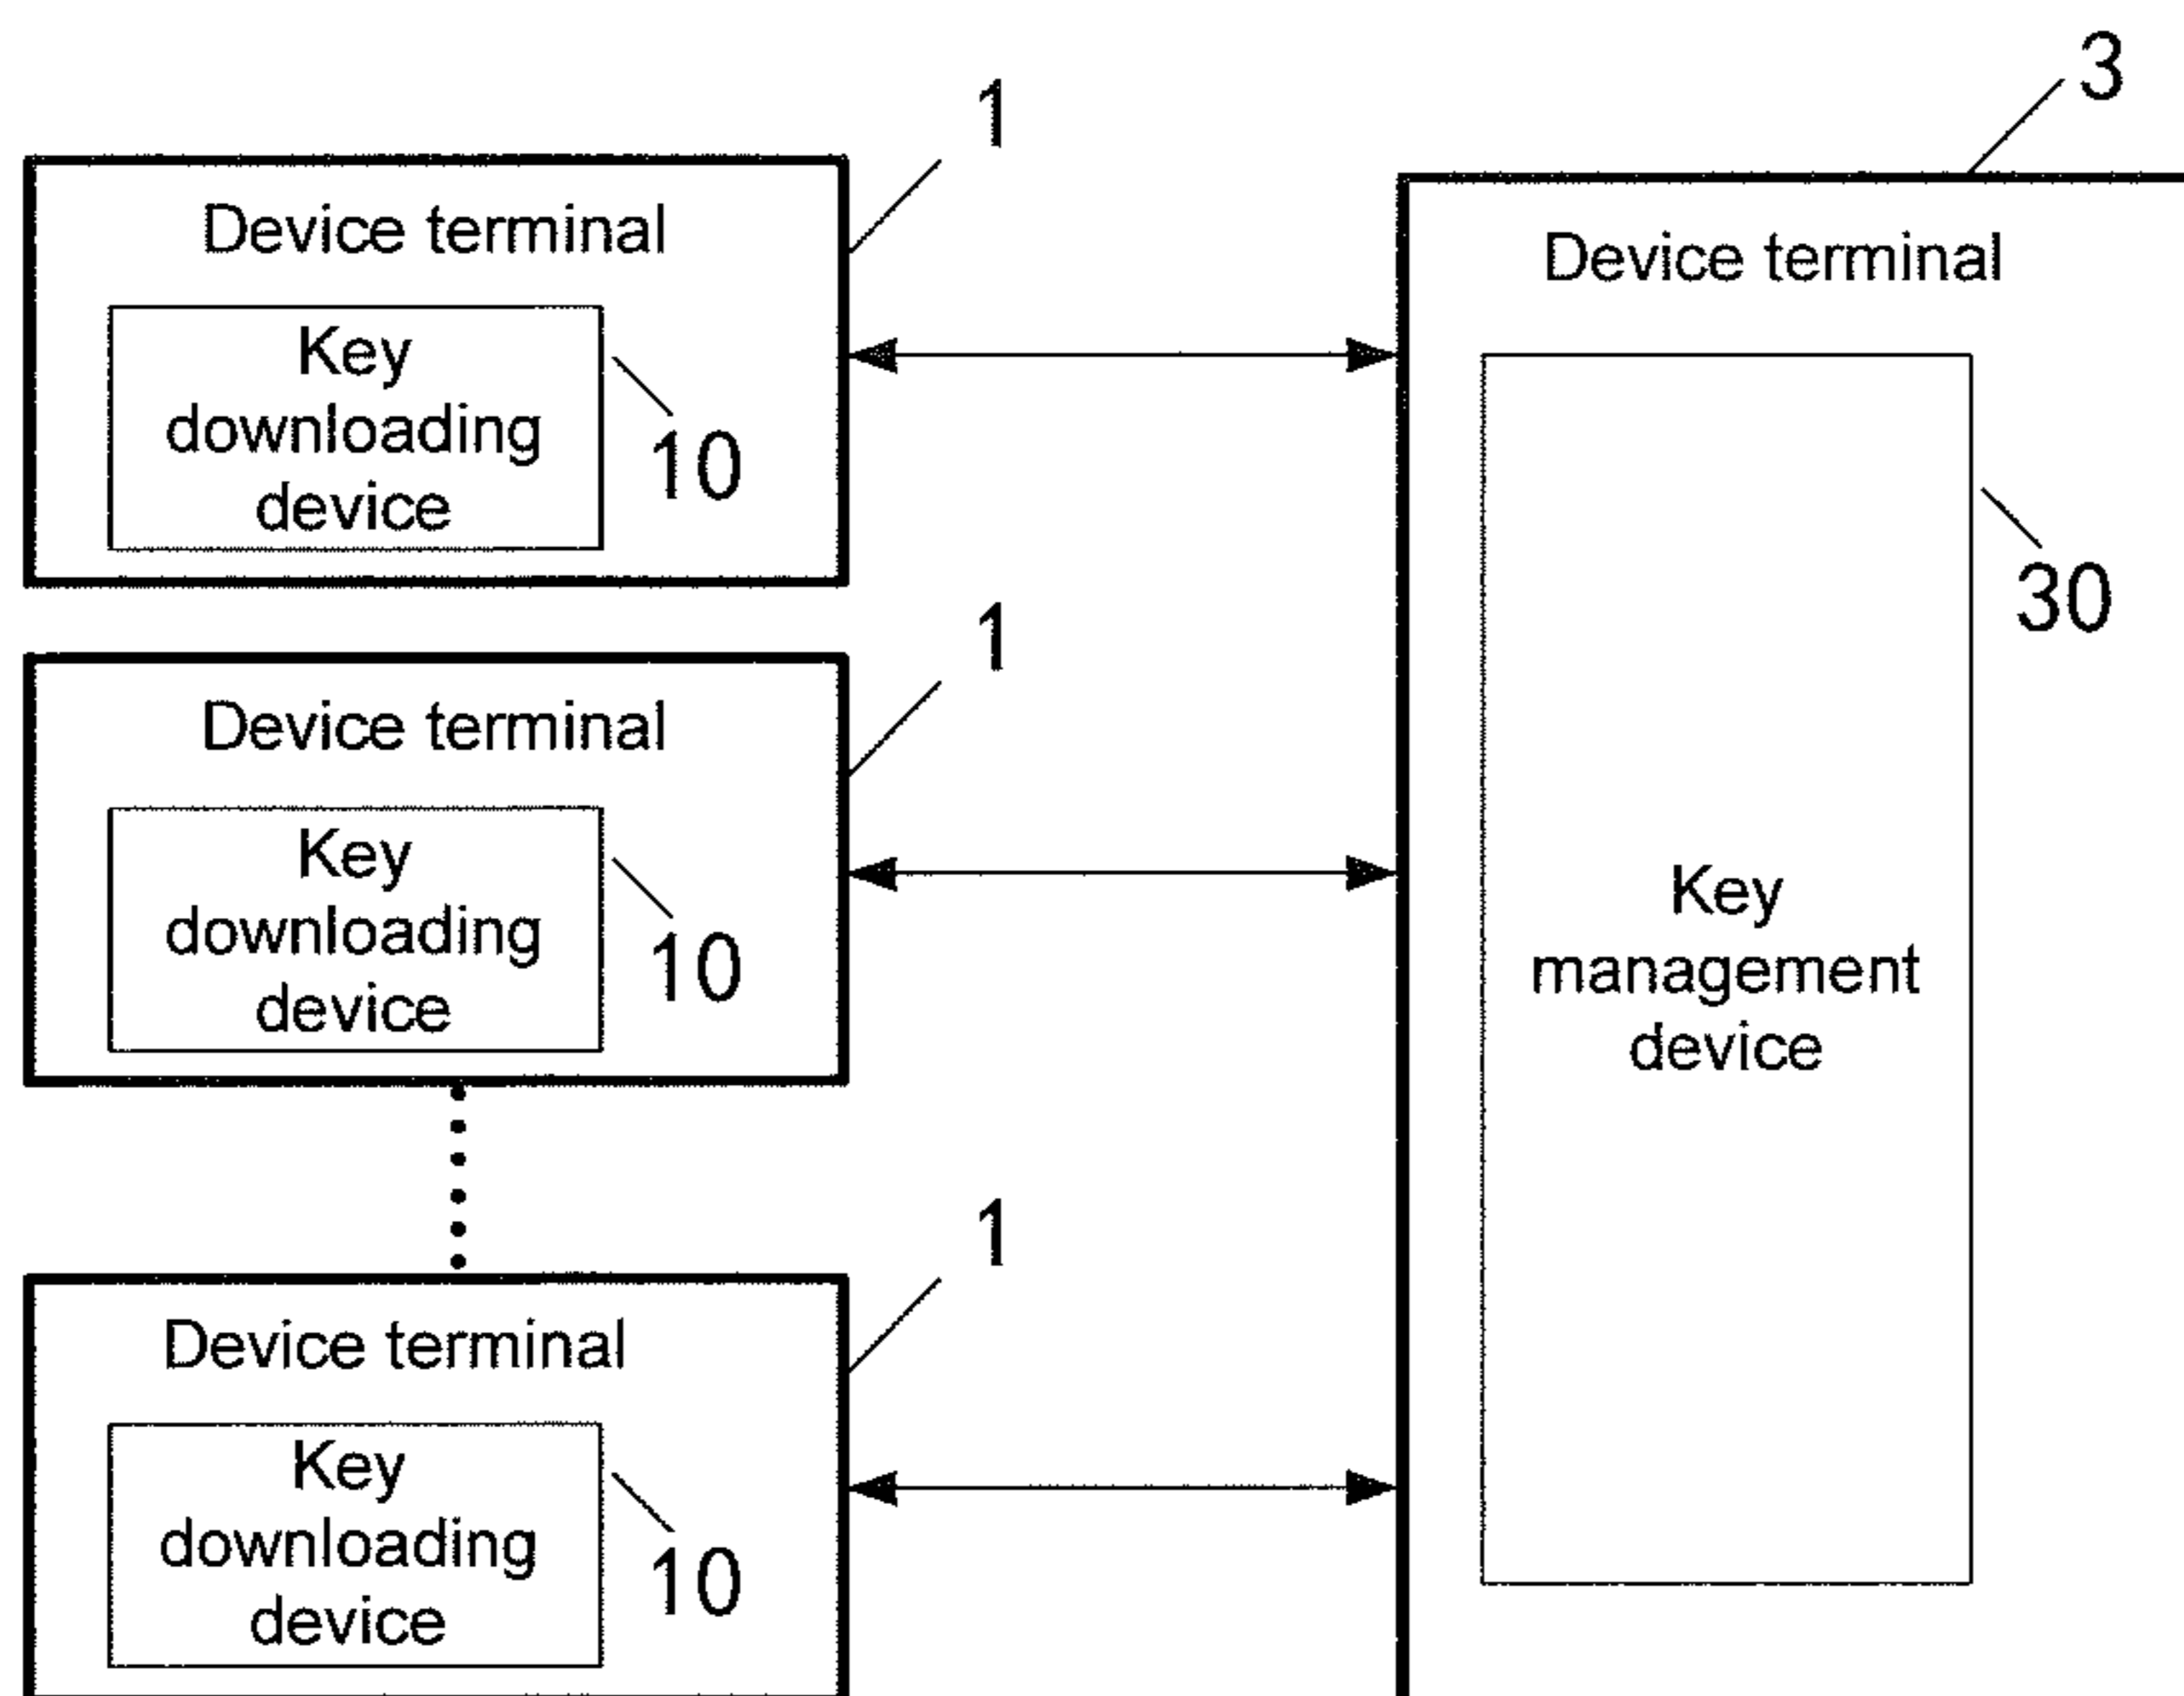 1
Device terminal
Key
downloading
device
10
1
Device terminal
Key
downloading
device
10
1
Device terminal
Key
downloading
device
10
3
Device terminal
Key
management
device
30